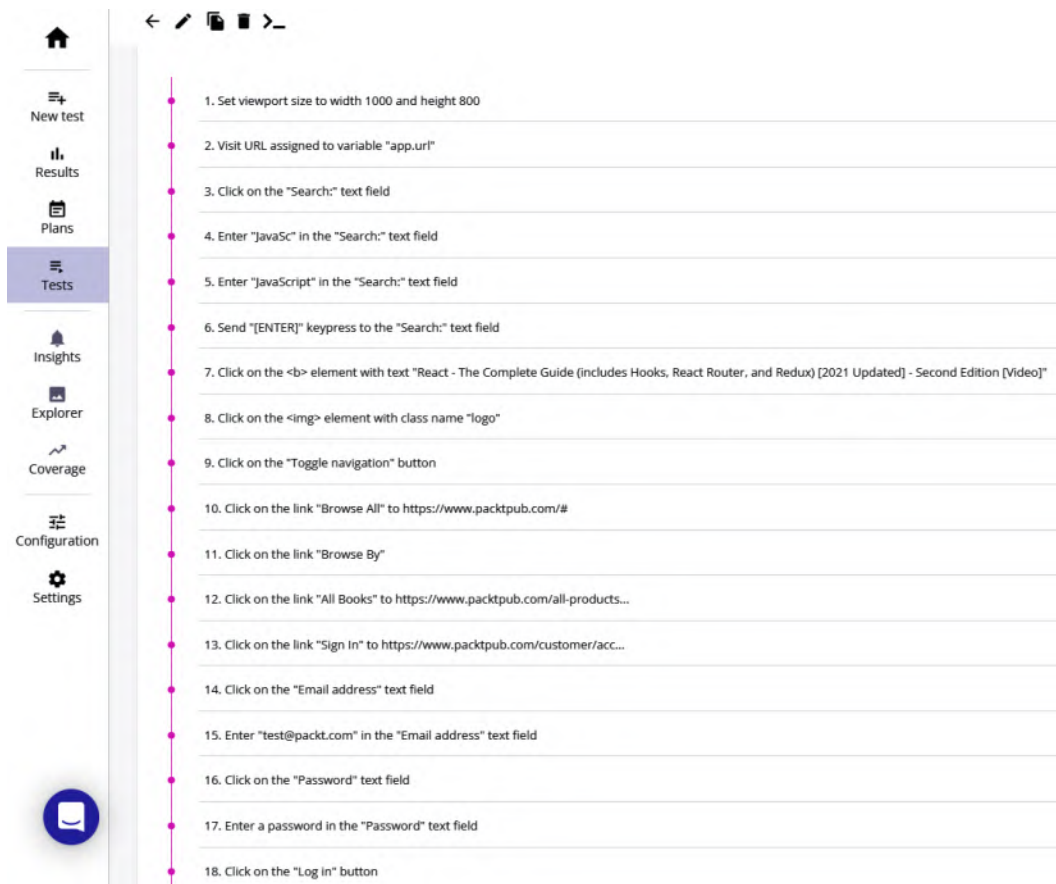 New test
Results
Plans
Tests
Insights
Explorer
Coverage
Configuration
Settings
1. Set viewport size to width 1000 and height 800
2. Visit URL assigned to variable "app.url"
3. Click on the "Search:" text field
4. Enter "JavaSc" in the "Search:" text field
5. Enter "JavaScript" in the "Search:" text field
6. Send "[ENTER]" keypress to the "Search:" text field
7. Click on the <b> element with text "React - The Complete Guide (includes Hooks, React Router, and Redux) [2021 Updated] - Second Edition [Video]"
8. Click on the <img> element with class name "logo"
9. Click on the "Toggle navigation" button
10. Click on the link "Browse All" to https://www.packtpub.com/#
11. Click on the link "Browse By"
12. Click on the link "All Books" to https://www.packtpub.com/all-products...
13. Click on the link "Sign In" to https://www.packtpub.com/customer/acc...
14. Click on the "Email address" text field
15. Enter "test@packt.com" in the "Email address" text field
16. Click on the "Password" text field
17. Enter a password in the "Password" text field
18. Click on the "Log in" button